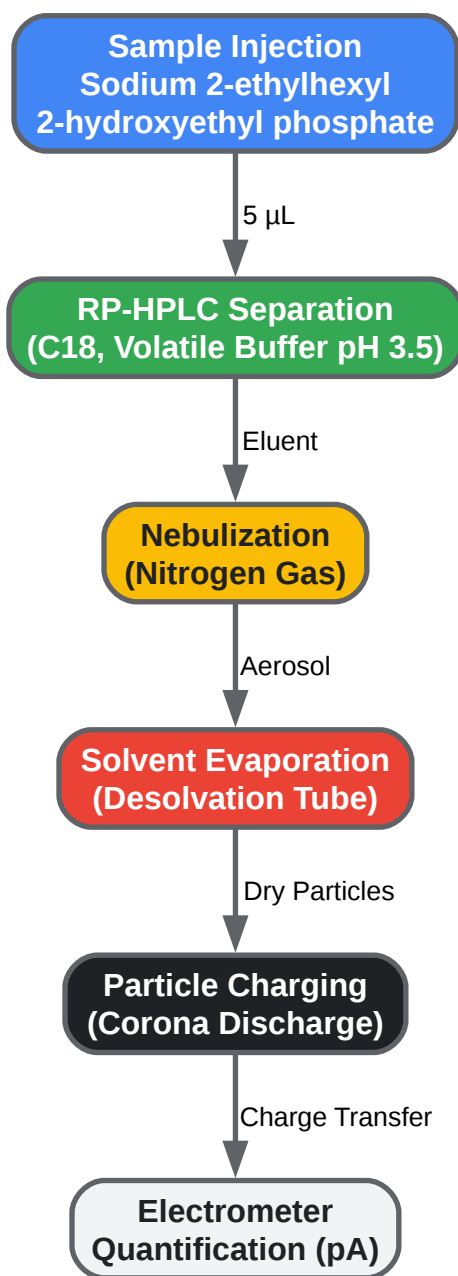 Sample Injection
Sodium 2-ethylhexyl
2-hydroxyethyl phosphate
5 µL
RP-HPLC Separation
(C18, Volatile Buffer pH 3.5)
Eluent
Nebulization
(Nitrogen Gas)
Aerosol
Solvent Evaporation
(Desolvation Tube)
Dry Particles
Particle Charging
(Corona Discharge)
Charge Transfer
Electrometer
Quantification (pA)